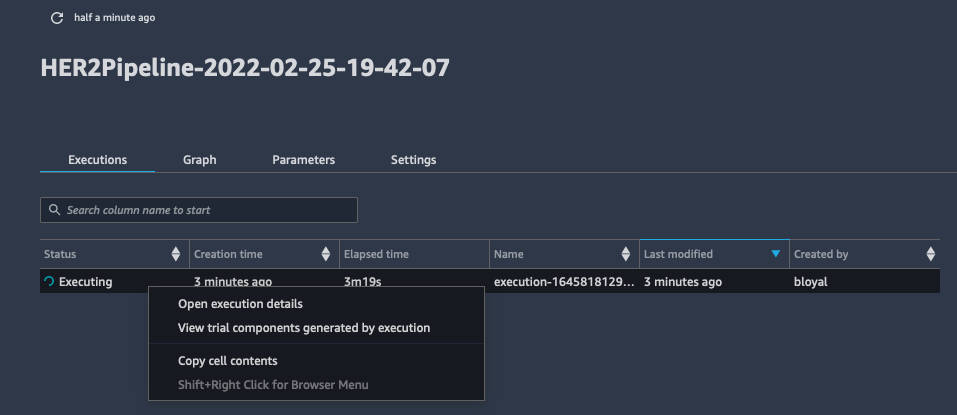 half a minute ago
HER2Pipeline-2022-02-25-19-42-07
Executions Graph Parameters Settings
Search column name to start
Status Creation time Elapsed time Name Last modified Created by
Executing 3 minutes ago 3m19s execution-1645818129... 3 minutes ago bloyal
Open execution details
View trial components generated by execution
Copy cell contents
Shift+Right Click for Browser Menu